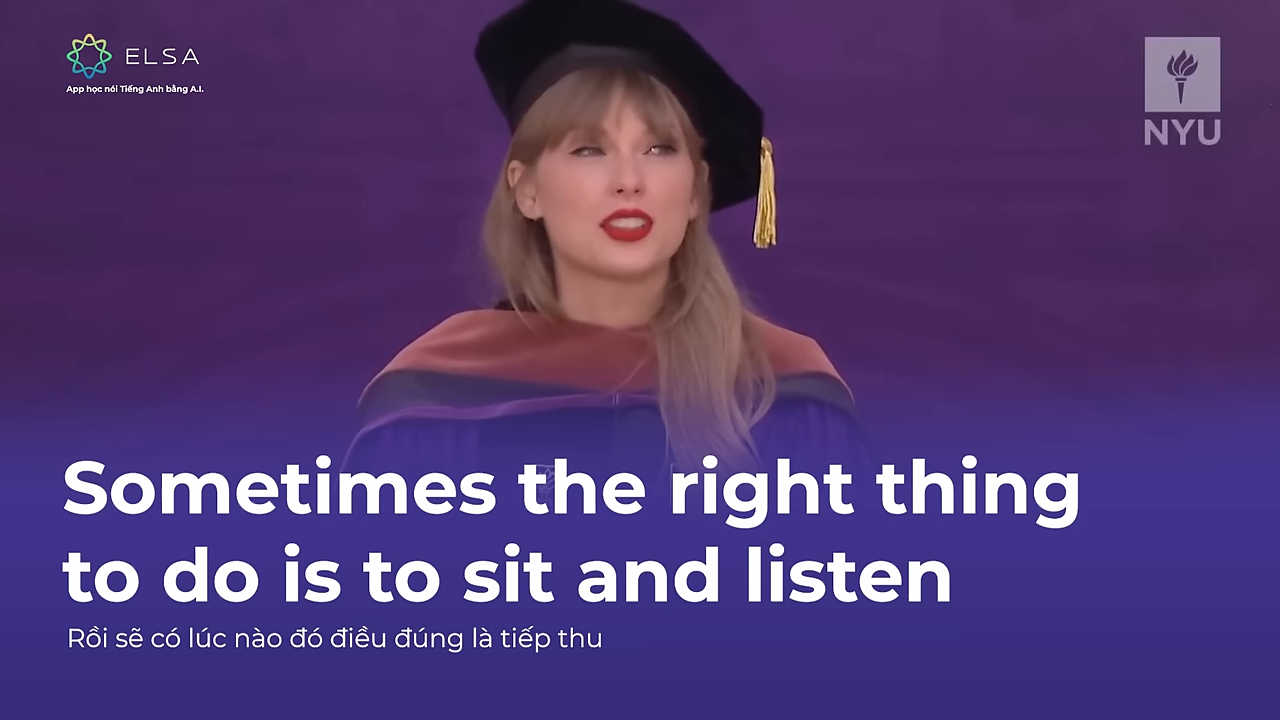 ELSA
App học nói Tiếng Anh bằng A.I.
NYU
Sometimes the right thing
to do is to sit and listen
Rồi sẽ có lúc nào đó điều đúng là tiếp thu